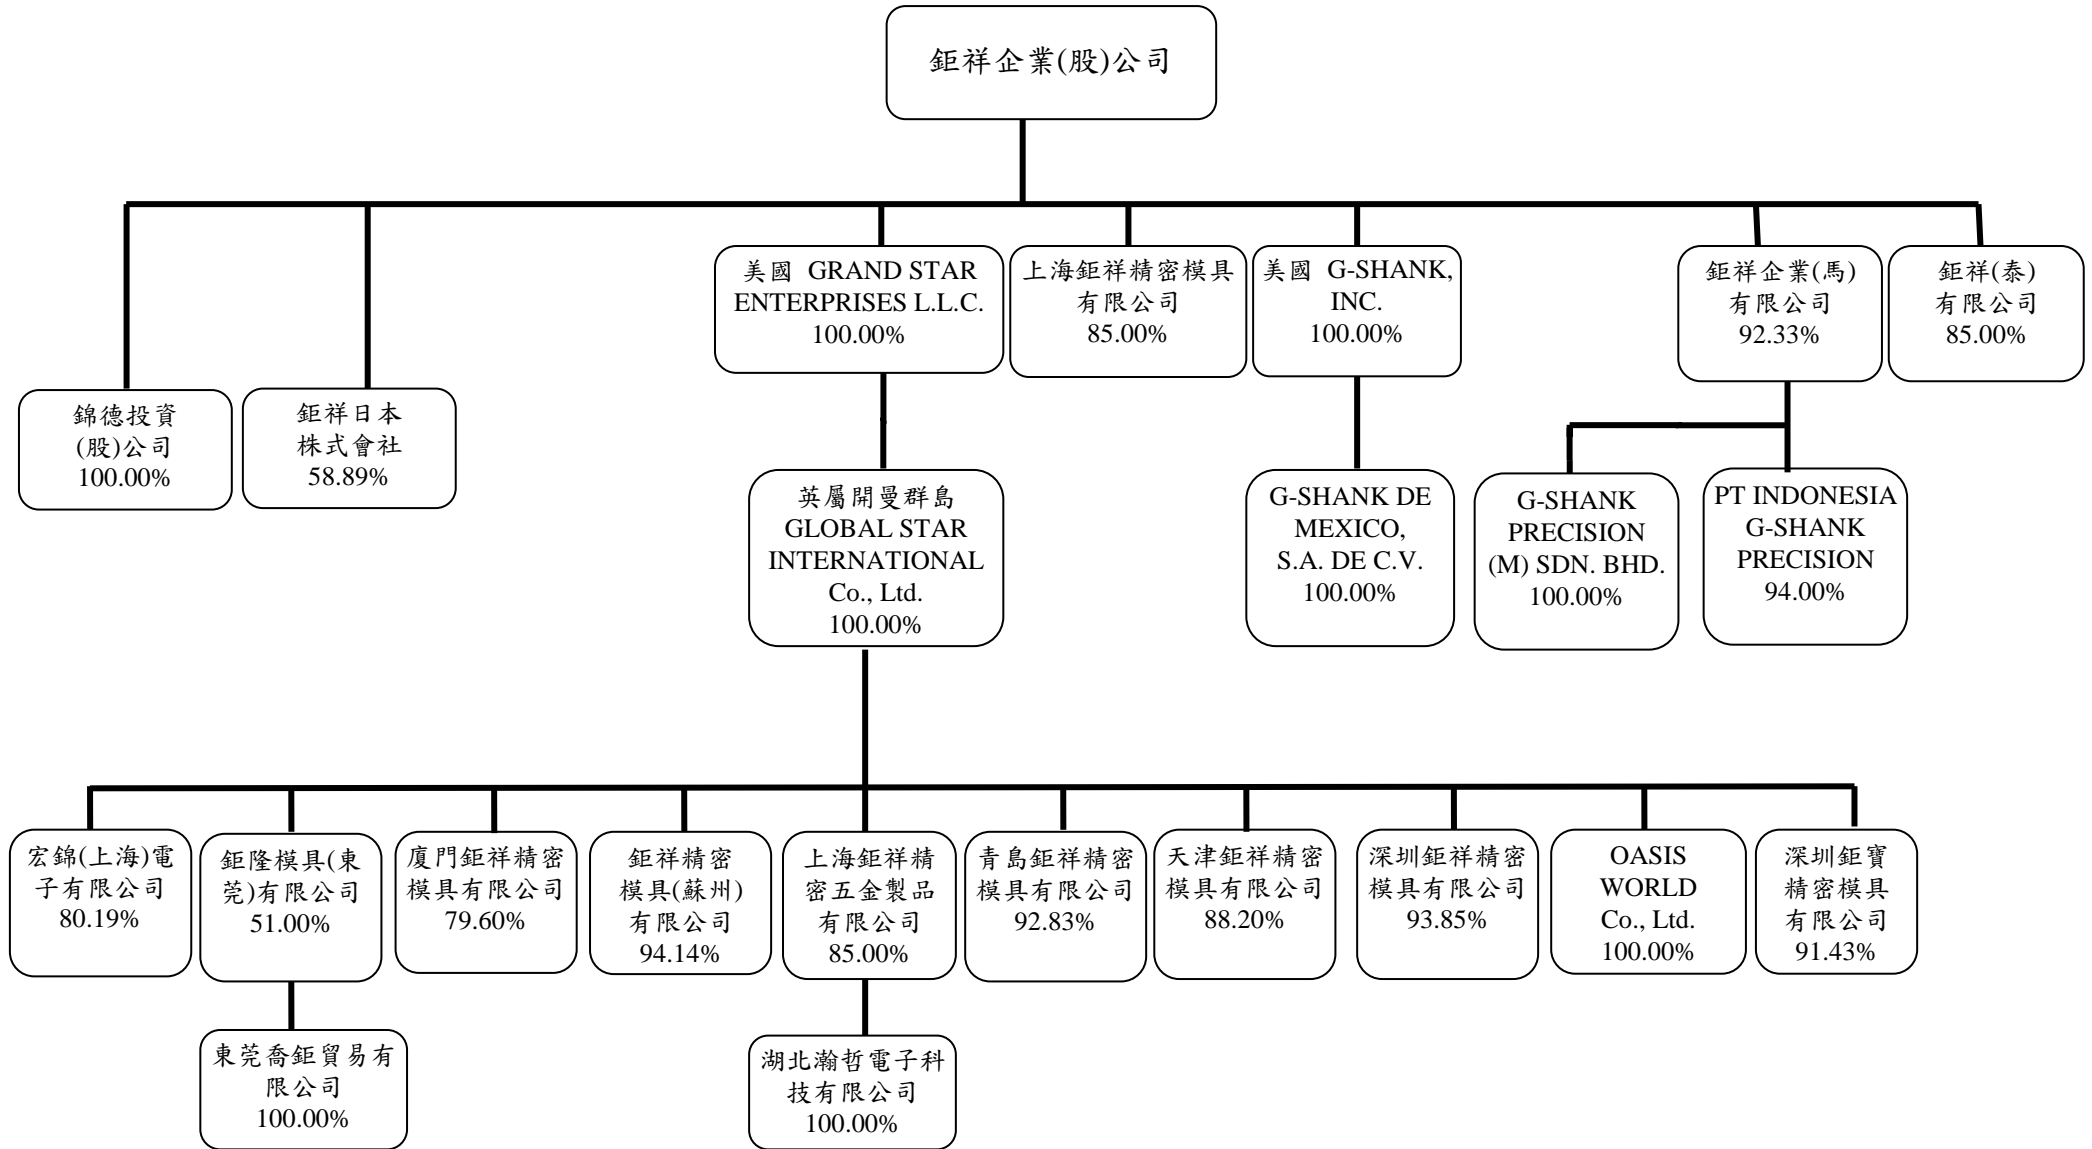 鉅祥企業(股)公司
美國 GRAND STAR
ENTERPRISES L.L.C.
100.00%
上海鉅祥精密模具
有限公司
85.00%
美國 G-SHANK,
INC.
100.00%
鉅祥企業(馬)
有限公司
92.33%
鉅祥(泰)
有限公司
85.00%
錦德投資
(股)公司
100.00%
鉅祥日本
株式會社
58.89%
英屬開曼群島
GLOBAL STAR
INTERNATIONAL
Co., Ltd.
100.00%
G-SHANK DE
MEXICO,
S.A. DE C.V.
100.00%
G-SHANK
PRECISION
(M) SDN. BHD.
100.00%
PT INDONESIA
G-SHANK
PRECISION
94.00%
宏錦(上海)電
子有限公司
80.19%
鉅隆模具(東
莞)有限公司
51.00%
廈門鉅祥精密
模具有限公司
79.60%
鉅祥精密
模具(蘇州)
有限公司
94.14%
上海鉅祥精
密五金製品
有限公司
85.00%
青島鉅祥精密
模具有限公司
92.83%
天津鉅祥精密
模具有限公司
88.20%
深圳鉅祥精密
模具有限公司
93.85%
OASIS
WORLD
Co., Ltd.
100.00%
深圳鉅寶
精密模具
有限公司
91.43%
東莞喬鉅貿易有
限公司
100.00%
湖北瀚哲電子科
技有限公司
100.00%